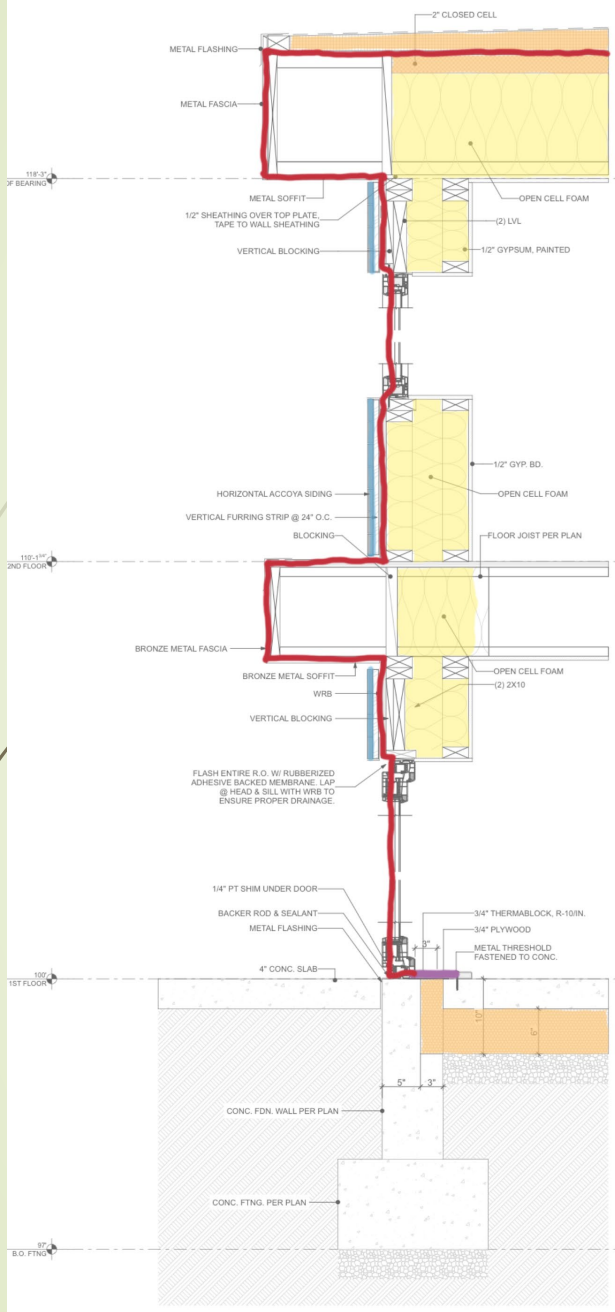 2" CLOSED CELL
METAL FLASHING
METAL FASCIA
118'-3"
OF BEARING
METAL SOFFIT
OPEN CELL FOAM
1/2" SHEATHING OVER TOP PLATE,
TAPE TO WALL SHEATHING
(2) LVL
VERTICAL BLOCKING
1/2" GYPSUM, PAINTED
1/2" GYP. BD.
HORIZONTAL ACCOYA SIDING
OPEN CELL FOAM
VERTICAL FURRING STRIP @ 24" O.C.
BLOCKING
FLOOR JOIST PER PLAN
2ND FLOOR
BRONZE METAL FASCIA
BRONZE METAL SOFFIT
OPEN CELL FOAM
(2) 2X10
WRB
VERTICAL BLOCKING
FLASH ENTIRE R.O. W/ RUBBERIZED
ADHESIVE BACKED MEMBRANE. LAP
@ HEAD & SILL WITH WRB TO
ENSURE PROPER DRAINAGE.
1/4" PT SHIM UNDER DOOR
BACKER ROD & SEALANT
METAL FLASHING
3/4" THERMABLOCK, R-10/IN.
3/4" PLYWOOD
3"
METAL THRESHOLD
FASTENED TO CONC.
4" CONC. SLAB
100'
1ST FLOOR
10"
6"
5"
3"
CONC. FDN. WALL PER PLAN
CONC. FTNG. PER PLAN
97'
B.O. FTNG